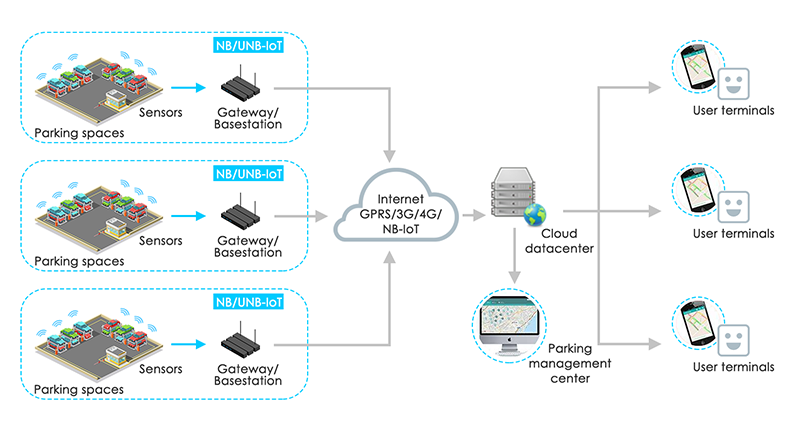 NB/UNB-IoT
Sensors
Gateway/
Basestation
Parking spaces
NB/UNB-IoT
Sensors
Gateway/
Basestation
Parking spaces
NB/UNB-IoT
Sensors
Gateway/
Basestation
Parking spaces
Internet
GPRS/3G/4G/
NB-IoT
Cloud
datacenter
Parking
management
center
User terminals
User terminals
User terminals